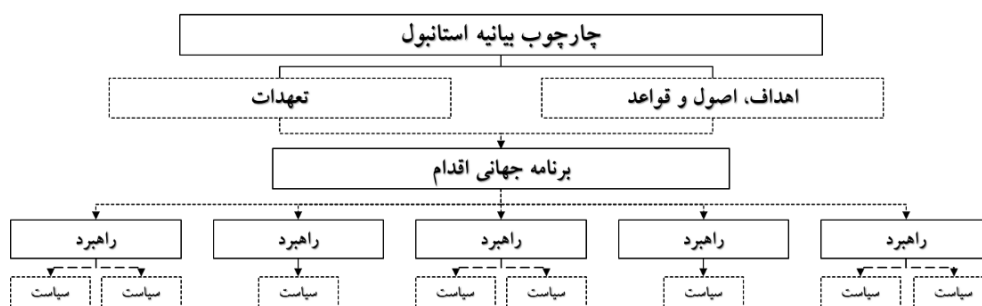 چارچوب بیانیه استانبول
اهداف، اصول و قواعد
تعهدات
برنامه جهانی اقدام
راهبرد
راهبرد
راهبرد
راهبرد
راهبرد
سیاست
سیاست
سیاست
سیاست
سیاست
سیاست
سیاست
سیاست